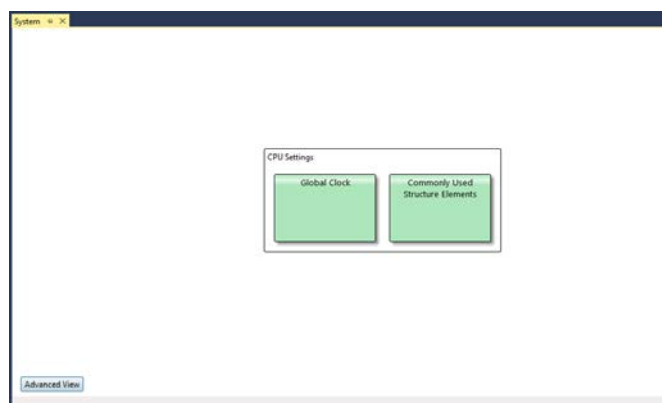 System
CPU Settings
Global Clock
Commonly Used
Structure Elements
Advanced View